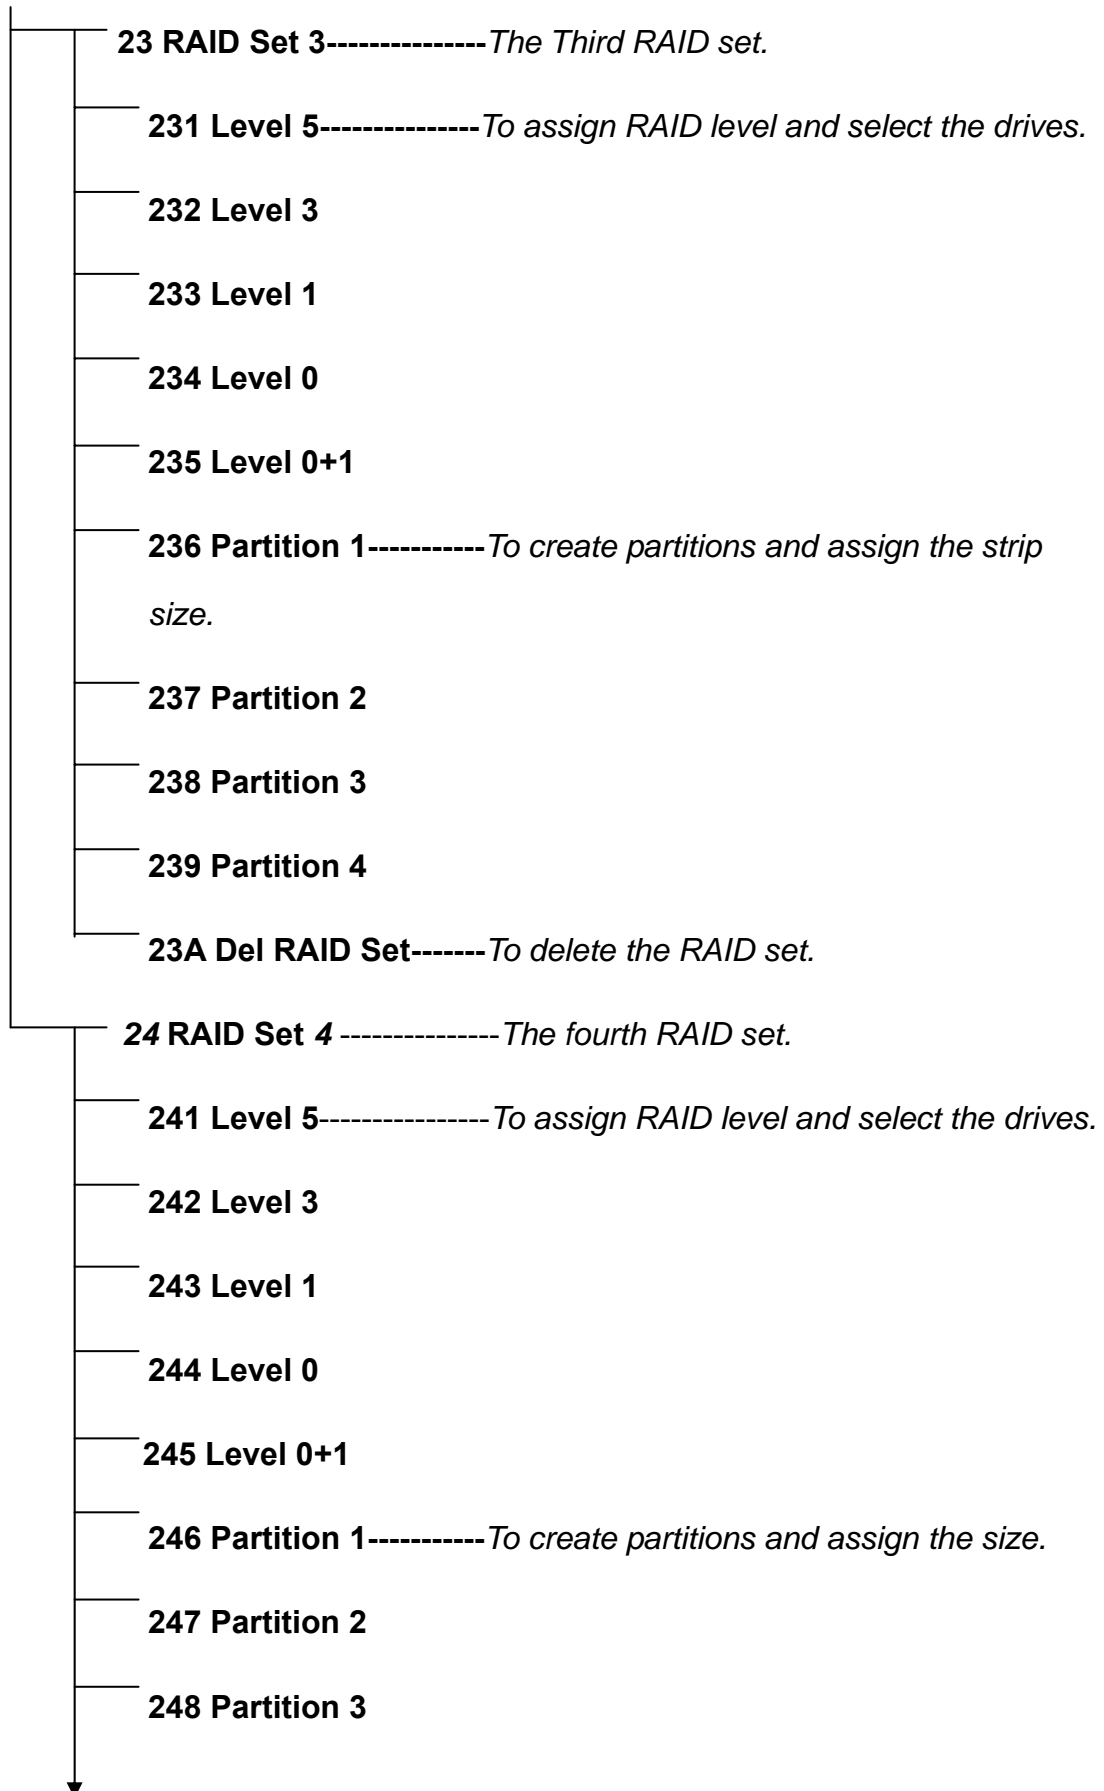 23 RAID Set 3---------------The Third RAID set.
231 Level 5---------------To assign RAID level and select the drives.
232 Level 3
233 Level 1
234 Level 0
235 Level 0+1
236 Partition 1-----------To create partitions and assign the strip
size.
237 Partition 2
238 Partition 3
239 Partition 4
23A Del RAID Set-------To delete the RAID set.
24 RAID Set 4 ---------------The fourth RAID set.
241 Level 5----------------To assign RAID level and select the drives.
242 Level 3
243 Level 1
244 Level 0
245 Level 0+1
246 Partition 1-----------To create partitions and assign the size.
247 Partition 2
248 Partition 3